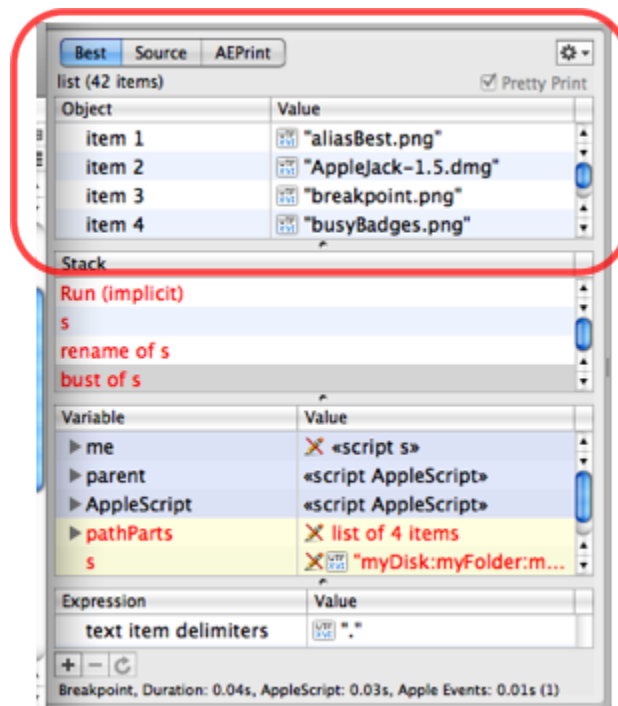 Best Source AEPrint
list (42 items) Pretty Print
Object Value
item 1 "aliasBest.png"
item 2 "AppleJack-1.5.dmg"
item 3 "breakpoint.png"
item 4 "busyBadges.png"
Stack
Run (implicit)
s
rename of s
bust of s
Variable Value
me «script s»
parent «script AppleScript»
AppleScript «script AppleScript»
pathParts list of 4 items
s "myDisk:myFolder:m...
Expression Value
text item delimiters "."
Breakpoint, Duration: 0.04s, AppleScript: 0.03s, Apple Events: 0.01s (1)